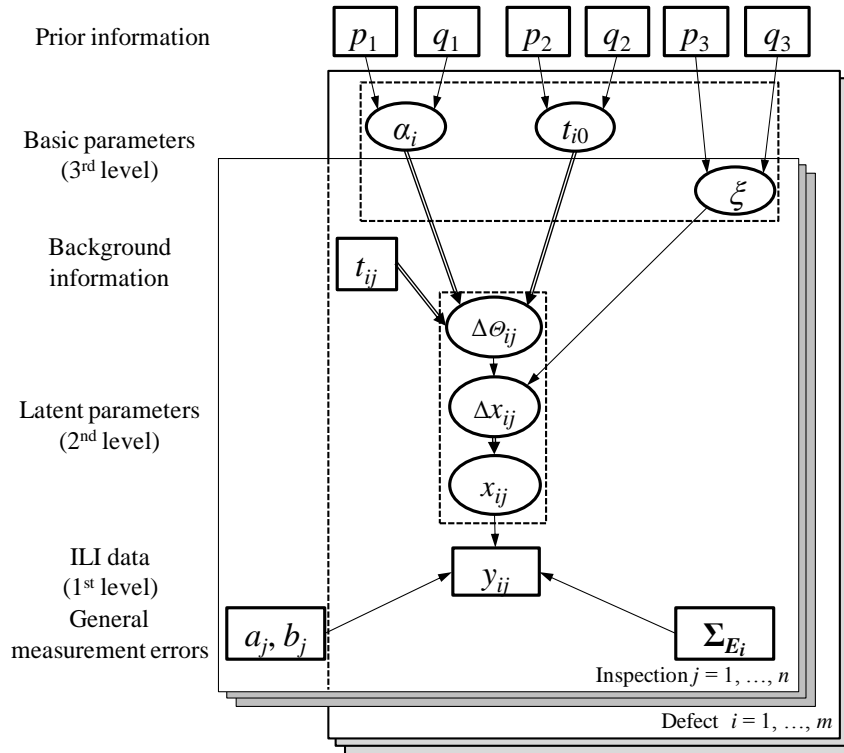 Prior information
p1 q1 p2 q2 p3 q3
Basic parameters
(3rd level)
αi ti0
ξ
Background
information
tij
ΔΘij
Latent parameters
(2nd level)
Δxij
xij
ILI data
(1st level)
yij
General
measurement errors
aj, bj
ΣEi
Inspection j = 1, …, n
Defect i = 1, …, m